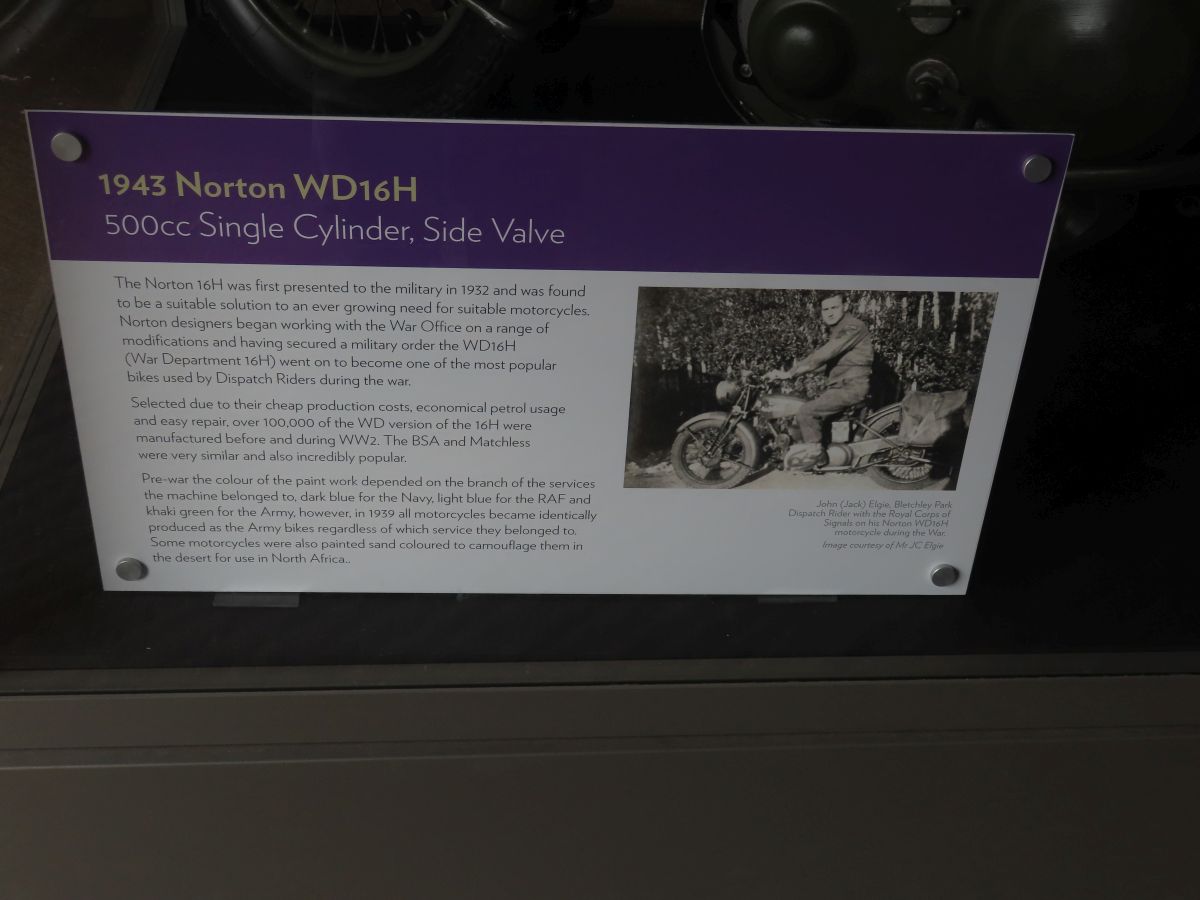 1943 Norton WD16H
500cc Single Cylinder, Side Valve
The Norton 16H was first presented to the military in 1932 and was found
to be a suitable solution to an ever growing need for suitable motorcycles.
Norton designers began working with the War Office on a range of
modifications and having secured a military order the WD16H
(War Department 16H) went on to become one of the most popular
bikes used by Dispatch Riders during the war.
Selected due to their cheap production costs, economical petrol usage
and easy repair, over 100,000 of the WD version of the 16H were
manufactured before and during WW2. The BSA and Matchless
were very similar and also incredibly popular.
Pre-war the colour of the paint work depended on the branch of the services
the machine belonged to, dark blue for the Navy, light blue for the RAF and
khaki green for the Army, however, in 1939 all motorcycles became identically
produced as the Army bikes regardless of which service they belonged to.
Some motorcycles were also painted sand coloured to camouflage them in
the desert for use in North Africa..
John (Jack) Elgie, Bletchley Park
Dispatch Rider with the Royal Corps of
Signals on his Norton WD16H
motorcycle during the War.
Image courtesy of Mr JC Elgie